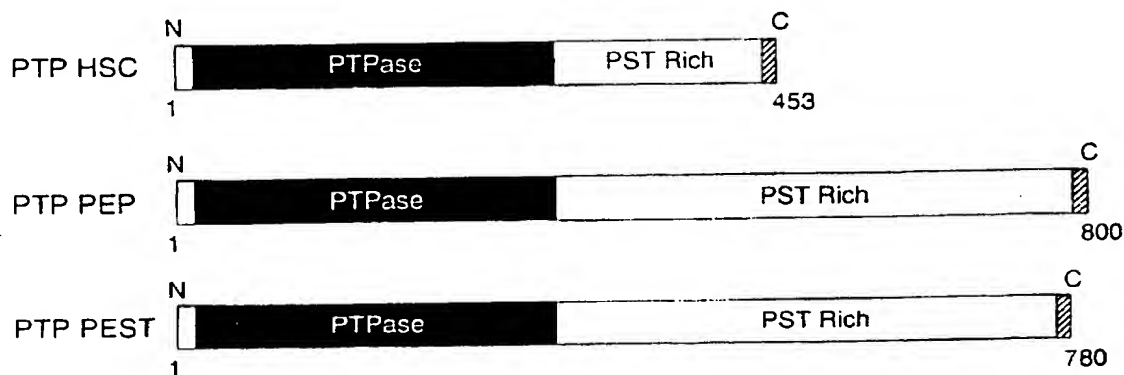 N C
PTP HSC PTPase PST Rich
1 453
N C
PTP PEP PTPase PST Rich
1 800
N C
PTP PEST PTPase PST Rich
1 780